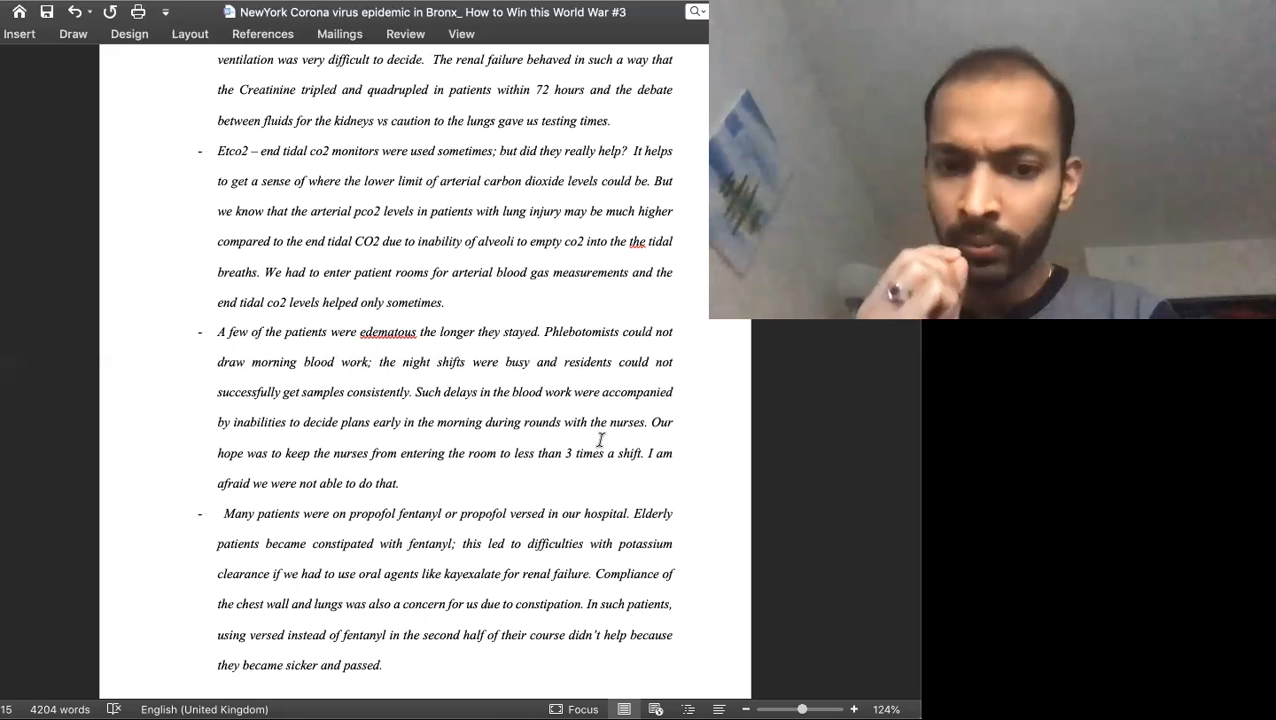 NewYork Corona virus epidemic in Bronx_ How to Win this World War #3
Insert Draw Design Layout References Mailings Review View
ventilation was very difficult to decide. The renal failure behaved in such a way that
the Creatinine tripled and quadrupled in patients within 72 hours and the debate
between fluids for the kidneys vs caution to the lungs gave us testing times.
- Etco2 – end tidal co2 monitors were used sometimes; but did they really help? It helps
to get a sense of where the lower limit of arterial carbon dioxide levels could be. But
we know that the arterial pco2 levels in patients with lung injury may be much higher
compared to the end tidal CO2 due to inability of alveoli to empty co2 into the the tidal
breaths. We had to enter patient rooms for arterial blood gas measurements and the
end tidal co2 levels helped only sometimes.
- A few of the patients were edematous the longer they stayed. Phlebotomists could not
draw morning blood work; the night shifts were busy and residents could not
successfully get samples consistently. Such delays in the blood work were accompanied
by inabilities to decide plans early in the morning during rounds with the nurses. Our
hope was to keep the nurses from entering the room to less than 3 times a shift. I am
afraid we were not able to do that.
- Many patients were on propofol fentanyl or propofol versed in our hospital. Elderly
patients became constipated with fentanyl; this led to difficulties with potassium
clearance if we had to use oral agents like kayexalate for renal failure. Compliance of
the chest wall and lungs was also a concern for us due to constipation. In such patients,
using versed instead of fentanyl in the second half of their course didn't help because
they became sicker and passed.
15 4204 words English (United Kingdom) Focus 124%